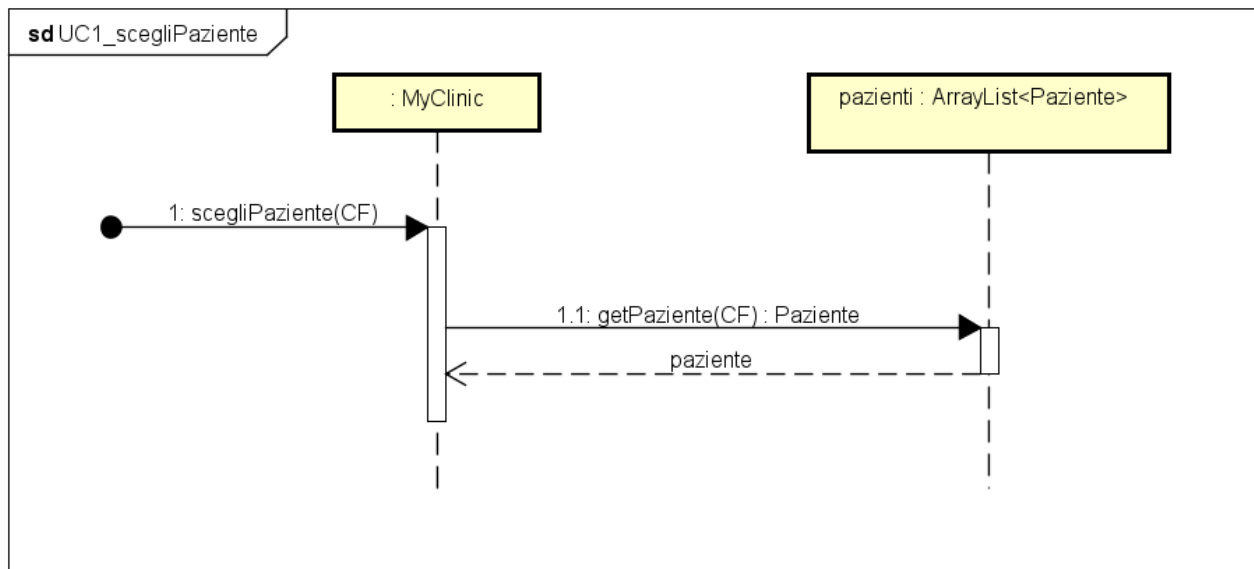 sd UC1_scegliPaziente
: MyClinic
pazienti : ArrayList<Paziente>
1: scegliPaziente(CF)
1.1: getPaziente(CF) : Paziente
paziente